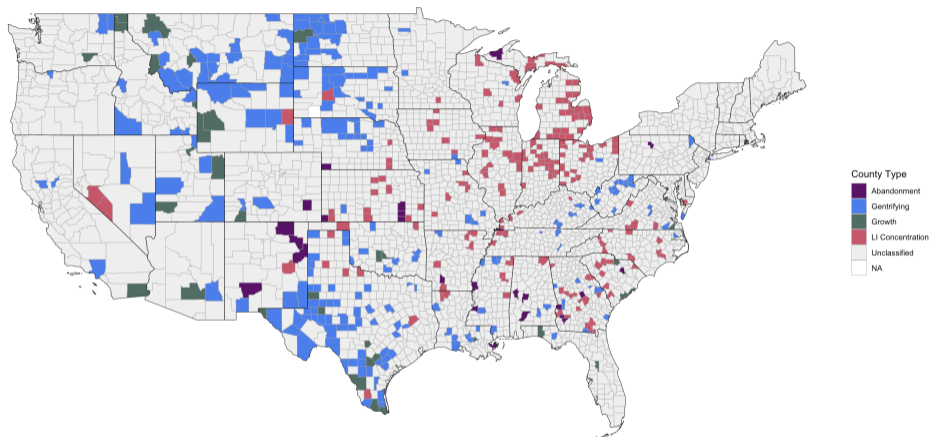 County Type
Abandonment
Gentrifying
Growth
LI Concentration
Unclassified
NA